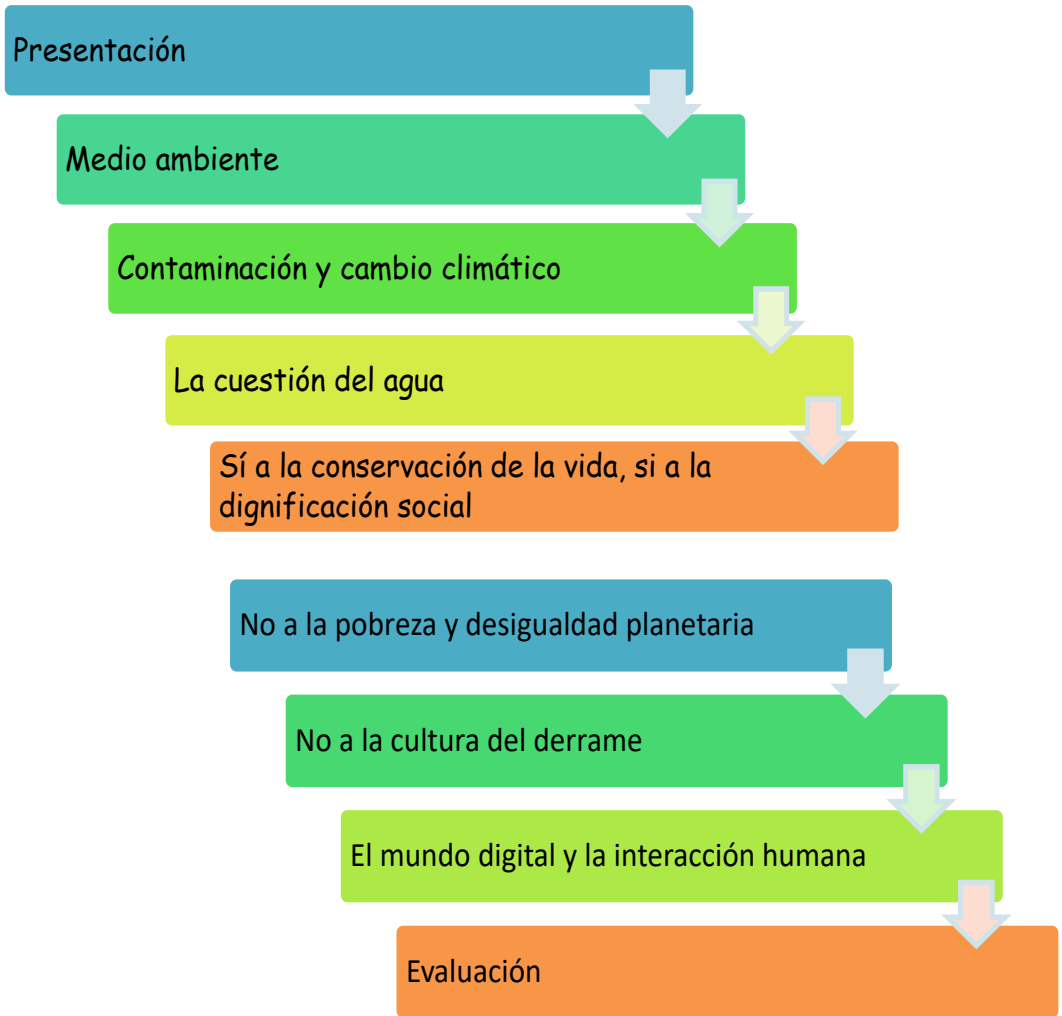 Presentación
Medio ambiente
Contaminación y cambio climático
La cuestión del agua
Sí a la conservación de la vida, si a la
dignificación social
No a la pobreza y desigualdad planetaria
No a la cultura del derrame
El mundo digital y la interacción humana
Evaluación